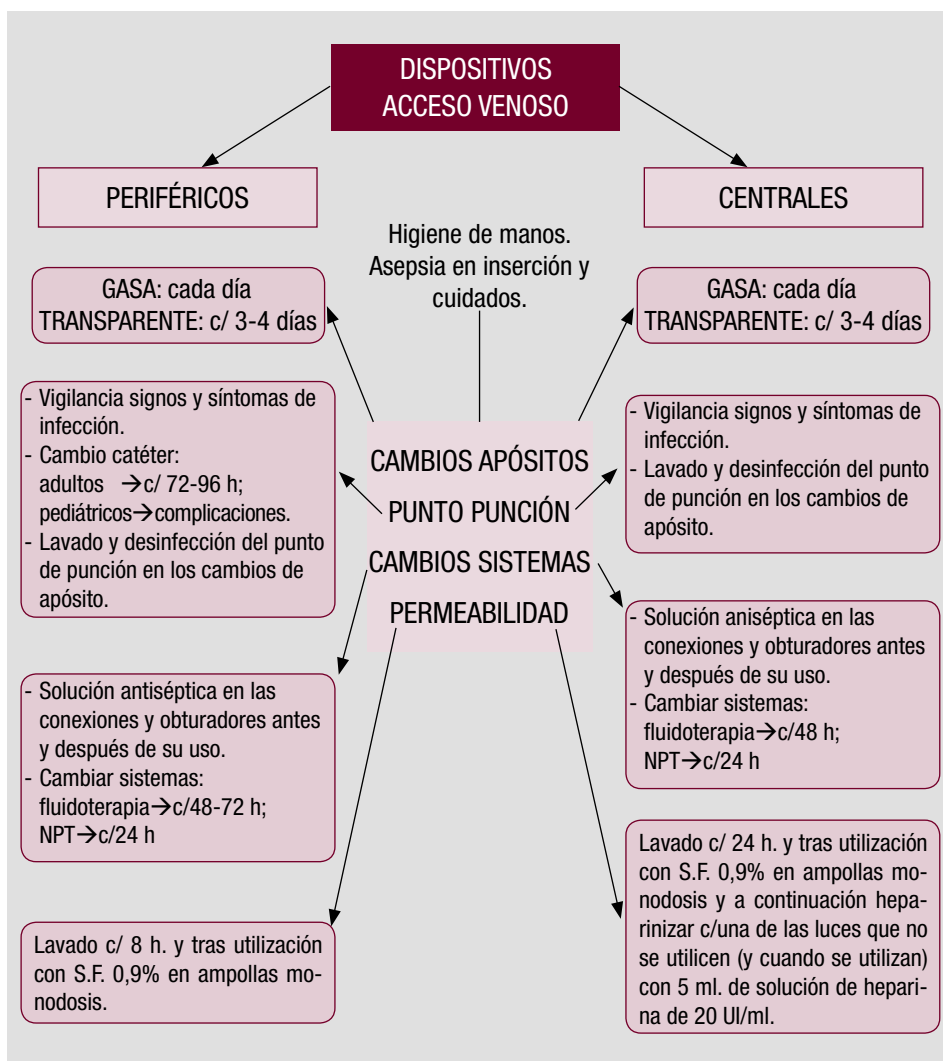 DISPOSITIVOS
ACCESO VENOSO
PERIFÉRICOS
CENTRALES
Higiene de manos.
Asepsia en inserción y
cuidados.
GASA: cada día
TRANSPARENTE: c/ 3-4 días
GASA: cada día
TRANSPARENTE: c/ 3-4 días
- Vigilancia signos y síntomas de
infección.
- Cambio catéter:
adultos →c/ 72-96 h;
pediátricos→complicaciones.
- Lavado y desinfección del punto
de punción en los cambios de
apósito.
CAMBIOS APÓSITOS
PUNTO PUNCIÓN
CAMBIOS SISTEMAS
PERMEABILIDAD
- Vigilancia signos y síntomas de
infección.
- Lavado y desinfección del punto
de punción en los cambios de
apósito.
- Solución antiséptica en las
conexiones y obturadores antes
y después de su uso.
- Cambiar sistemas:
fluidoterapia→c/48-72 h;
NPT→c/24 h
- Solución aniséptica en las
conexiones y obturadores antes
y después de su uso.
- Cambiar sistemas:
fluidoterapia→c/48 h;
NPT→c/24 h
Lavado c/ 8 h. y tras utilización
con S.F. 0,9% en ampollas mo-
nodosis.
Lavado c/ 24 h. y tras utilización
con S.F. 0,9% en ampollas mo-
nodosis y a continuación hepa-
rinizar c/una de las luces que no
se utilicen (y cuando se utilizan)
con 5 ml. de solución de hepari-
na de 20 UI/ml.